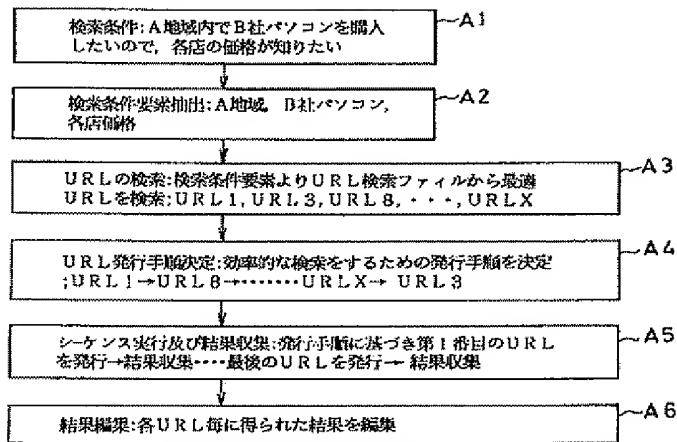 検索条件:A地域内でB社パソコンを購入
したいので,各店の価格が知りたい
A1
検索条件要素抽出:A地域,B社パソコン,
各店価格
A2
URLの検索:検索条件要素よりURL検索ファイルから最適
URLを検索;URL1,URL3,URL8,・・・,URLX
A3
URL発行手順決定:効率的な検索をするための発行手順を決定
;URL1→URL8→‥‥‥‥URLX→ URL3
A4
シーケンス実行及び結果収集:発行手順に基づき第1番目のURL
を発行→結果収集‥‥最後のURLを発行→ 結果収集
A5
結果編集:各URL毎に得られた結果を編集
A6